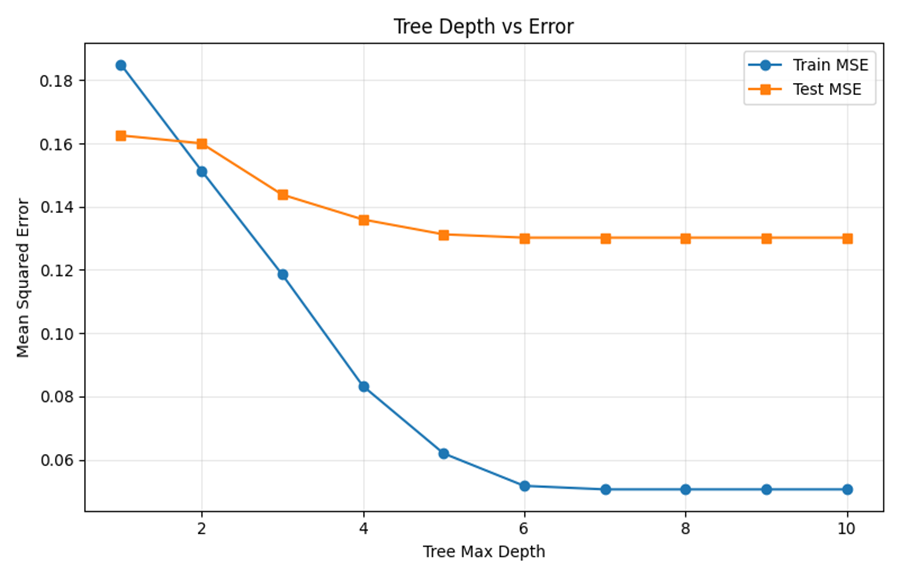 Tree Depth vs Error
Train MSE
Test MSE
Mean Squared Error
0.18
0.16
0.14
0.12
0.10
0.08
0.06
2 4 6 8 10
Tree Max Depth